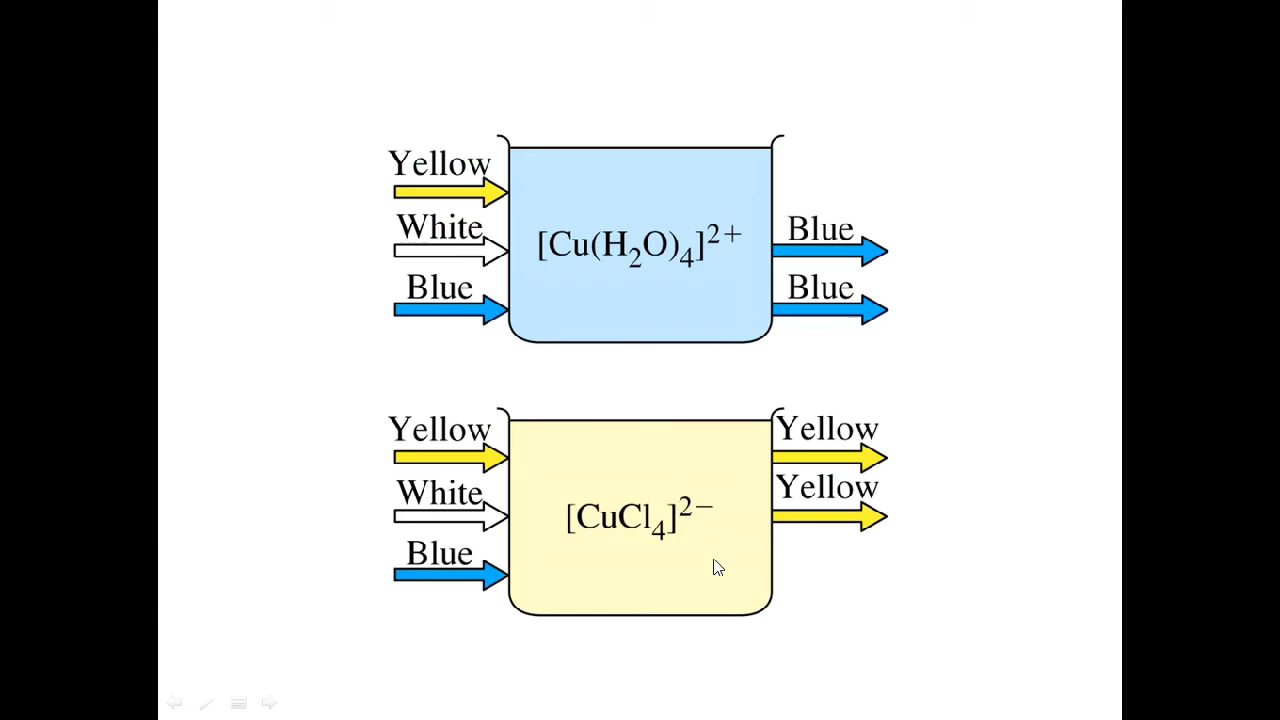 Yellow
White
Blue
[Cu(H₂O)₄]²⁺
Blue
Blue
Yellow
White
Blue
[CuCl₄]²⁻
Yellow
Yellow